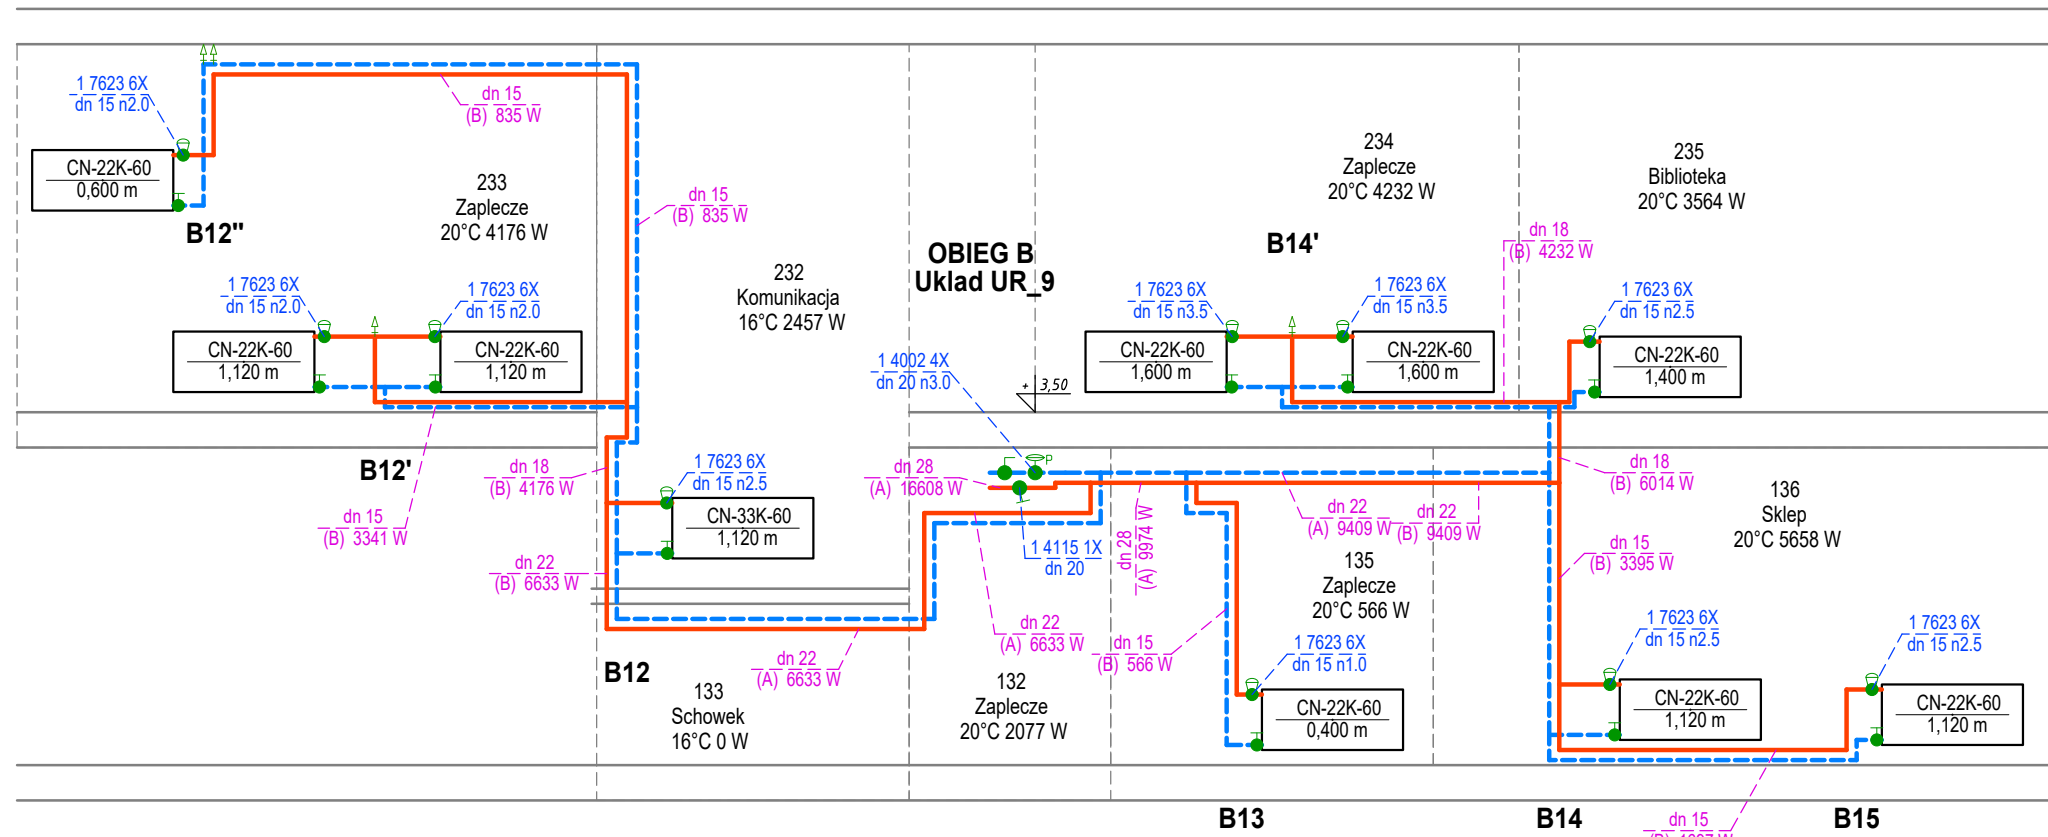 1 7623 6X
dn 15 n2.0
dn 15
(B) 835 W
CN-22K-60
0,600 m
B12"
233
Zaplecze
20°C 4176 W
dn 15
(B) 835 W
1 7623 6X
dn 15 n2.0
1 7623 6X
dn 15 n2.0
CN-22K-60
1,120 m
CN-22K-60
1,120 m
232
Komunikacja
16°C 2457 W
OBIEG B
Uklad UR_9
234
Zaplecze
20°C 4232 W
B14'
235
Biblioteka
20°C 3564 W
dn 18
(B) 4232 W
1 7623 6X
dn 15 n3.5
1 7623 6X
dn 15 n3.5
1 7623 6X
dn 15 n2.5
CN-22K-60
1,600 m
CN-22K-60
1,600 m
CN-22K-60
1,400 m
1 4002 4X
dn 20 n3.0
+ 3,50
B12'
dn 15
(B) 3341 W
dn 18
(B) 4176 W
1 7623 6X
dn 15 n2.5
CN-33K-60
1,120 m
dn 28
(A) 16608 W
P
1 4115 1X
dn 20
dn 28
(A) 9974 W
dn 22
(A) 9409 W
dn 22
(B) 9409 W
dn 18
(B) 6014 W
136
Sklep
20°C 5658 W
dn 22
(B) 6633 W
135
Zaplecze
20°C 566 W
dn 15
(B) 3395 W
dn 22
(A) 6633 W
dn 22
(A) 6633 W
dn 15
(B) 566 W
1 7623 6X
dn 15 n1.0
1 7623 6X
dn 15 n2.5
1 7623 6X
dn 15 n2.5
B12
133
Schowek
16°C 0 W
132
Zaplecze
20°C 2077 W
CN-22K-60
0,400 m
CN-22K-60
1,120 m
CN-22K-60
1,120 m
B13
B14
B15
dn 15